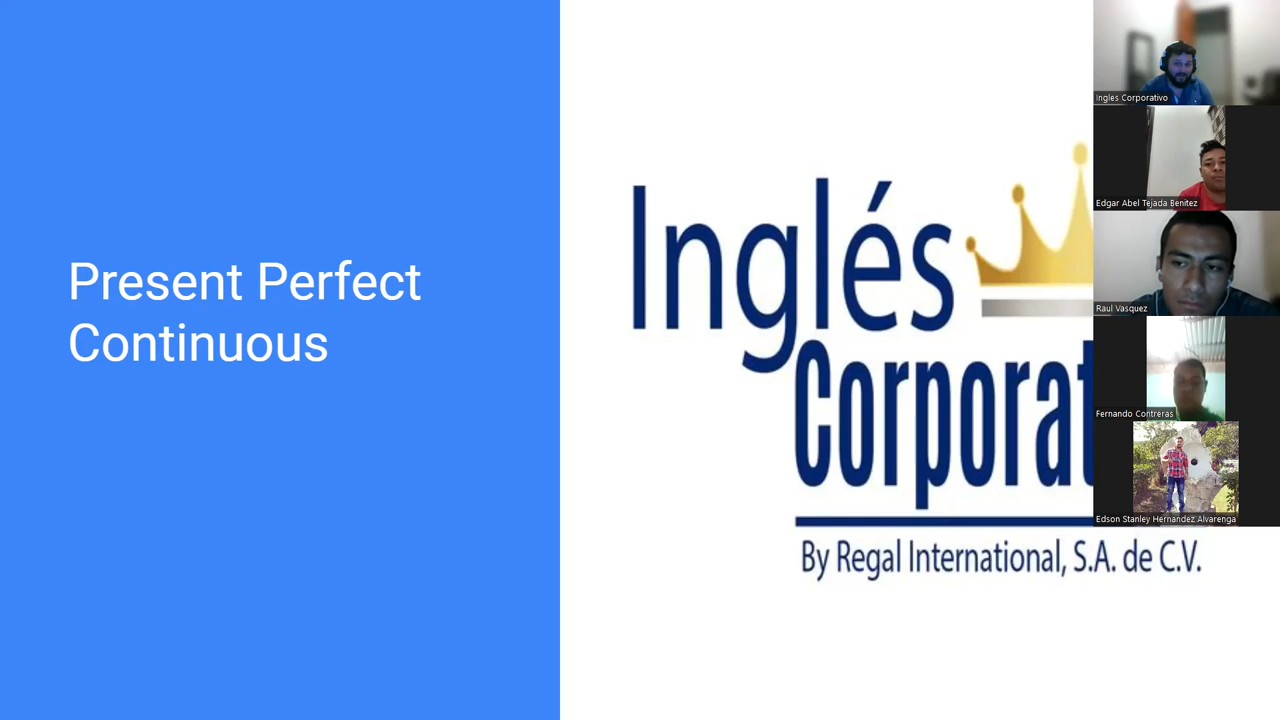 Present Perfect
Continuous
Inglés
Corporat
By Regal International, S.A. de C.V.
Ingles Corporativo
Edgar Abel Tejada Benitez
Raul Vasquez
Fernando Contreras
Edson Stanley Hernandez Alvarenga